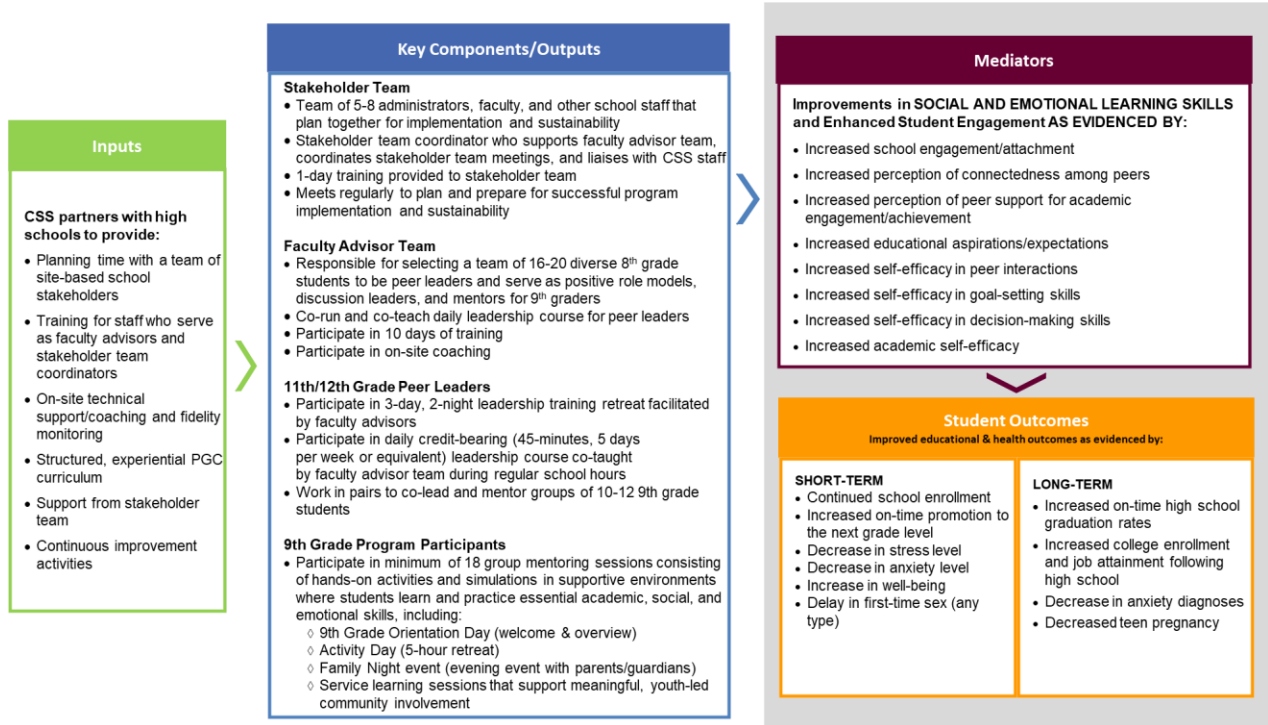 Inputs
CSS partners with high
schools to provide:
• Planning time with a team of
site-based school
stakeholders
• Training for staff who serve
as faculty advisors and
stakeholder team
coordinators
• On-site technical
support/coaching and fidelity
monitoring
• Structured, experiential PGC
curriculum
• Support from stakeholder
team
• Continuous improvement
activities
Key Components/Outputs
Stakeholder Team
• Team of 5-8 administrators, faculty, and other school staff that
plan together for implementation and sustainability
• Stakeholder team coordinator who supports faculty advisor team,
coordinates stakeholder team meetings, and liaises with CSS staff
• 1-day training provided to stakeholder team
• Meets regularly to plan and prepare for successful program
implementation and sustainability
Faculty Advisor Team
• Responsible for selecting a team of 16-20 diverse 8th grade
students to be peer leaders and serve as positive role models,
discussion leaders, and mentors for 9th graders
• Co-run and co-teach daily leadership course for peer leaders
• Participate in 10 days of training
• Participate in on-site coaching
11th/12th Grade Peer Leaders
• Participate in 3-day, 2-night leadership training retreat facilitated
by faculty advisors
• Participate in daily credit-bearing (45-minutes, 5 days
per week or equivalent) leadership course co-taught
by faculty advisor team during regular school hours
• Work in pairs to co-lead and mentor groups of 10-12 9th grade
students
9th Grade Program Participants
• Participate in minimum of 18 group mentoring sessions consisting
of hands-on activities and simulations in supportive environments
where students learn and practice essential academic, social, and
emotional skills, including:
◊ 9th Grade Orientation Day (welcome & overview)
◊ Activity Day (5-hour retreat)
◊ Family Night event (evening event with parents/guardians)
◊ Service learning sessions that support meaningful, youth-led
community involvement
Mediators
Improvements in SOCIAL AND EMOTIONAL LEARNING SKILLS
and Enhanced Student Engagement AS EVIDENCED BY:
• Increased school engagement/attachment
• Increased perception of connectedness among peers
• Increased perception of peer support for academic
engagement/achievement
• Increased educational aspirations/expectations
• Increased self-efficacy in peer interactions
• Increased self-efficacy in goal-setting skills
• Increased self-efficacy in decision-making skills
• Increased academic self-efficacy
Student Outcomes
Improved educational & health outcomes as evidenced by:
SHORT-TERM
• Continued school enrollment
• Increased on-time promotion to
the next grade level
• Decrease in stress level
• Decrease in anxiety level
• Increase in well-being
• Delay in first-time sex (any
type)
LONG-TERM
• Increased on-time high school
graduation rates
• Increased college enrollment
and job attainment following
high school
• Decrease in anxiety diagnoses
• Decreased teen pregnancy